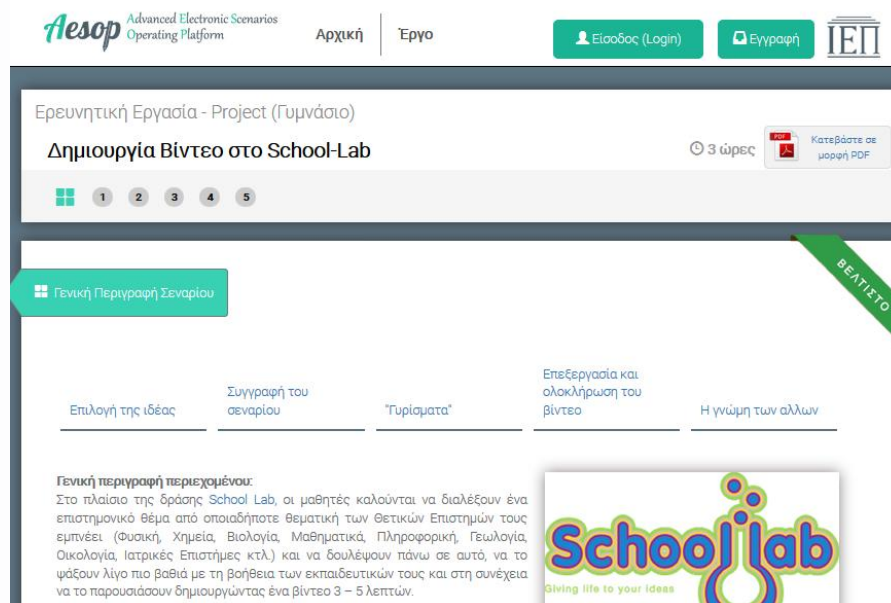 Aesop Advanced Electronic Scenarios
Operating Platform
Αρχική
Έργο
Είσοδος (Login)
Εγγραφή
ΙΕΠ
Ερευνητική Εργασία - Project (Γυμνάσιο)
Δημιουργία Βίντεο στο School-Lab
3 ώρες
PDF
Κατεβάστε σε
μορφή PDF
1 2 3 4 5
ΒΕΛΤΙΣΤΟ
Γενική Περιγραφή Σεναρίου
Επιλογή της ιδέας
Συγγραφή του
σεναρίου
"Γυρίσματα"
Επεξεργασία και
ολοκλήρωση του
βίντεο
Η γνώμη των αλλων
Γενική περιγραφή περιεχομένου:
Στο πλαίσιο της δράσης School Lab, οι μαθητές καλούνται να διαλέξουν ένα
επιστημονικό θέμα από οποιαδήποτε θεματική των Θετικών Επιστημών τους
εμπνέει (Φυσική, Χημεία, Βιολογία, Μαθηματικά, Πληροφορική, Γεωλογία,
Οικολογία, Ιατρικές Επιστήμες κτλ.) και να δουλέψουν πάνω σε αυτό, να το
ψάξουν λίγο πιο βαθιά με τη βοήθεια των εκπαιδευτικών τους και στη συνέχεια
να το παρουσιάσουν δημιουργώντας ένα βίντεο 3 – 5 λεπτών.
School lab
Giving life to your ideas